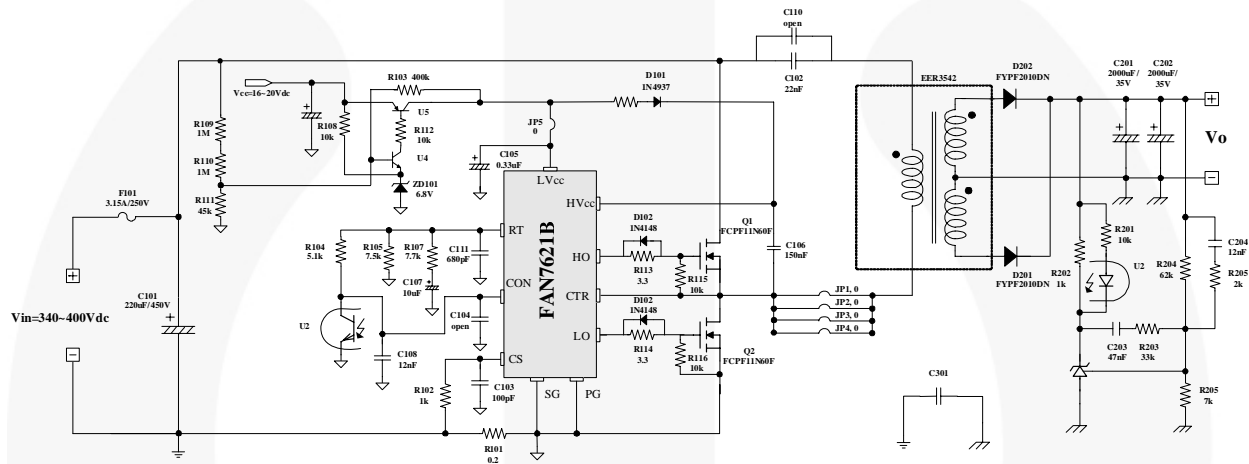 C110
open
C102
22nF
EER3542
D202
FYPF2010DN
C201
2000uF/
35V
C202
2000uF/
35V
Vcc=16~20Vdc
R103 400k
U5
D101
1N4937
R109
1M
R108
10k
R112
10k
JP5
0
Vo
R110
1M
U4
C105
0.33uF
R111
45k
ZD101
6.8V
LVcc
F101
3.15A/250V
HVcc
R104
5.1k
R105
7.5k
R107
7.7k
C111
680pF
RT
D102
1N4148
Q1
FCPF11N60F
C106
150nF
HO
R113
3.3
R115
10k
C107
10uF
CON
FAN7621B
CTR
JP1, 0
JP2, 0
JP3, 0
JP4, 0
D201
FYPF2010DN
R201
10k
U2
R202
1k
R204
62k
C204
12nF
R205
2k
C101
220uF/450V
Vin=340~400Vdc
U2
C104
open
C108
12nF
D102
1N4148
LO
R114
3.3
R116
10k
Q2
FCPF11N60F
C203
47nF
R203
33k
CS
R102
1k
C103
100pF
SG
PG
C301
R205
7k
R101
0.2